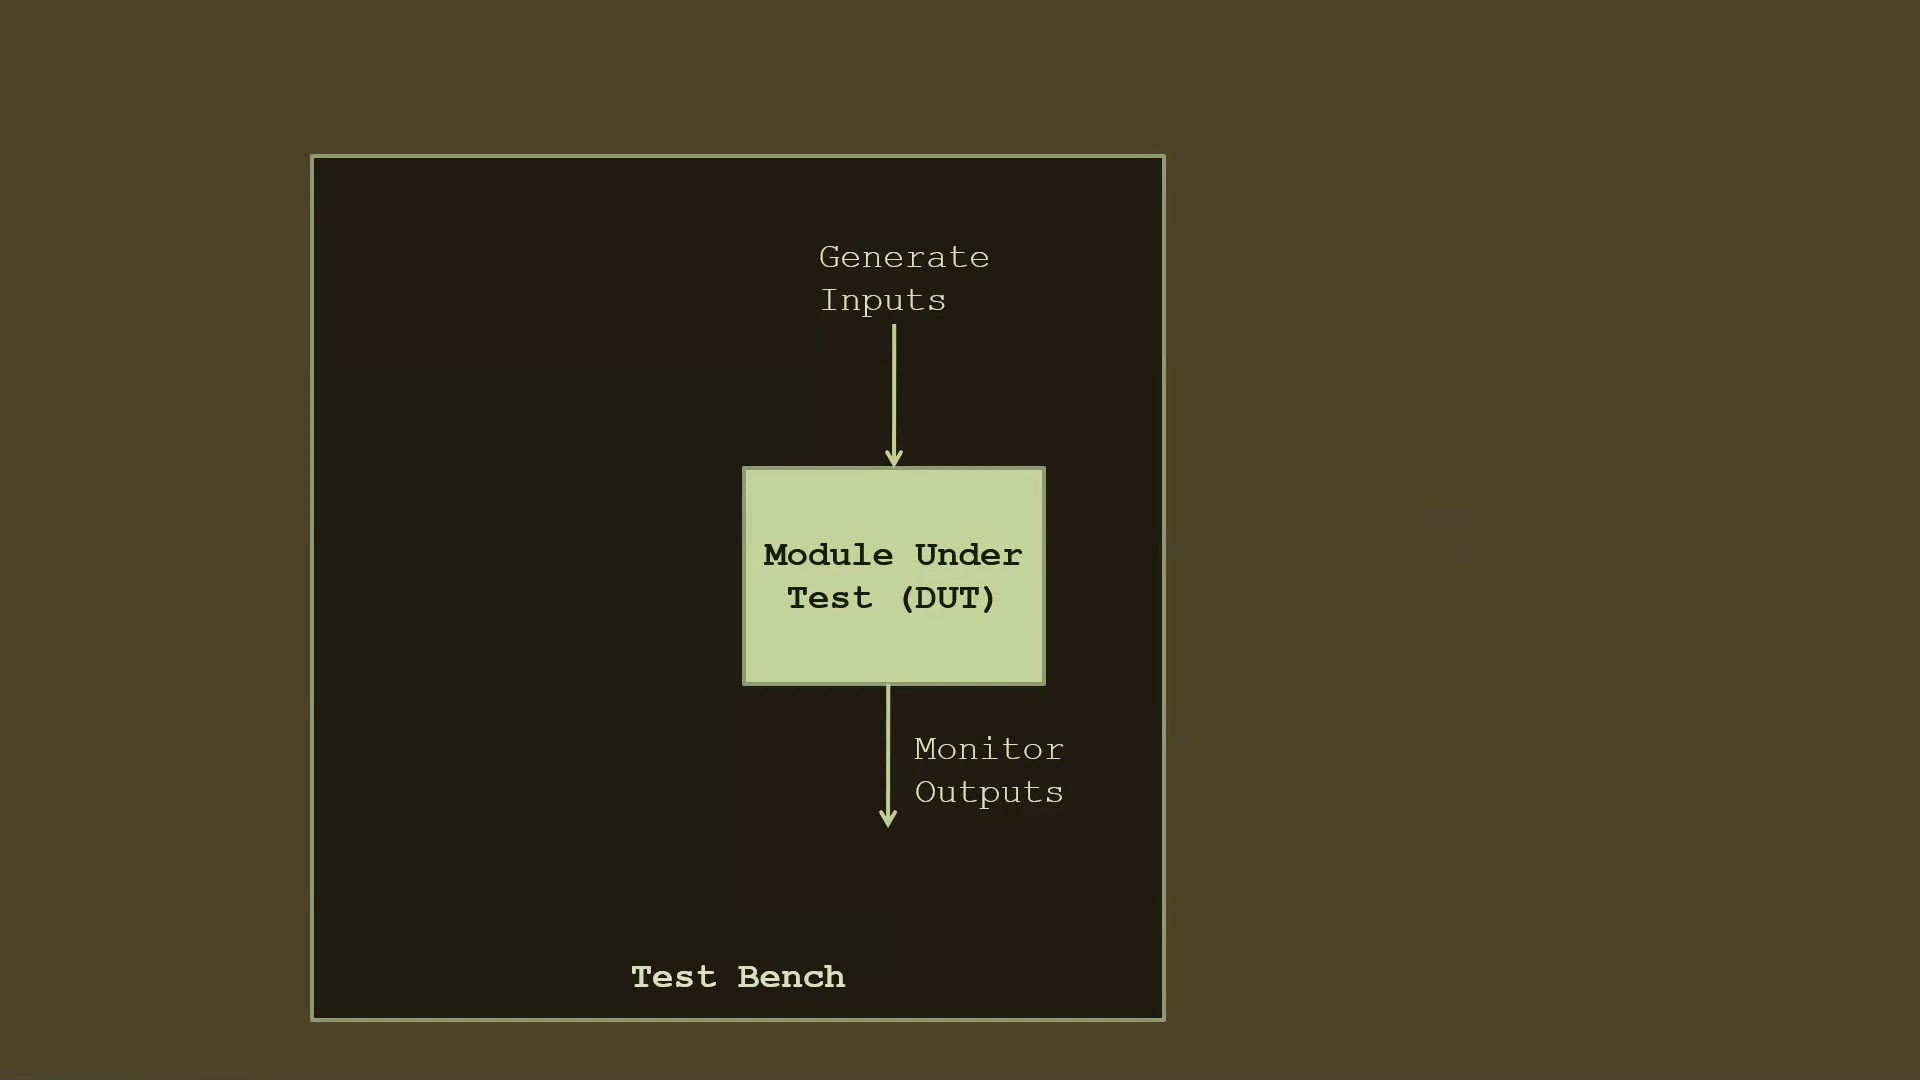 Generate
Inputs
Module Under
Test (DUT)
Monitor
Outputs
Test Bench